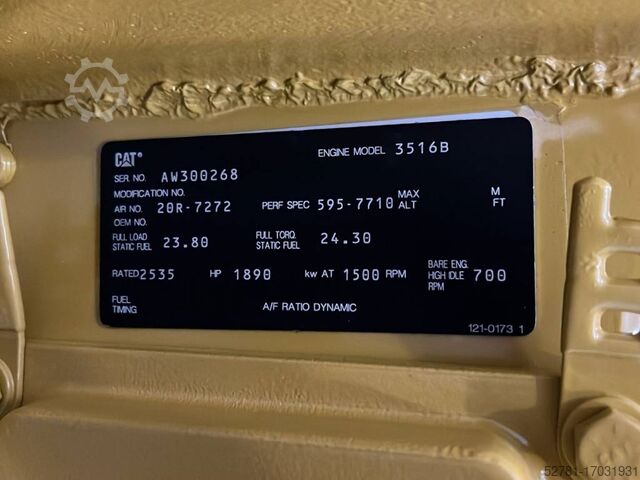 CAT® ENGINE MODEL 3516B
SER. NO. AW300268
MODIFICATION NO.
AIR NO. 20R-7272 PERF SPEC 595-7710 MAX ALT M FT
OEM NO.
FULL LOAD STATIC FUEL 23.80 FULL TORQ. STATIC FUEL 24.30
RATED 2535 HP 1890 kW AT 1500 RPM BARE ENG. HIGH IDLE RPM 700
FUEL TIMING A/F RATIO DYNAMIC
121-0173 1
52781-17031931